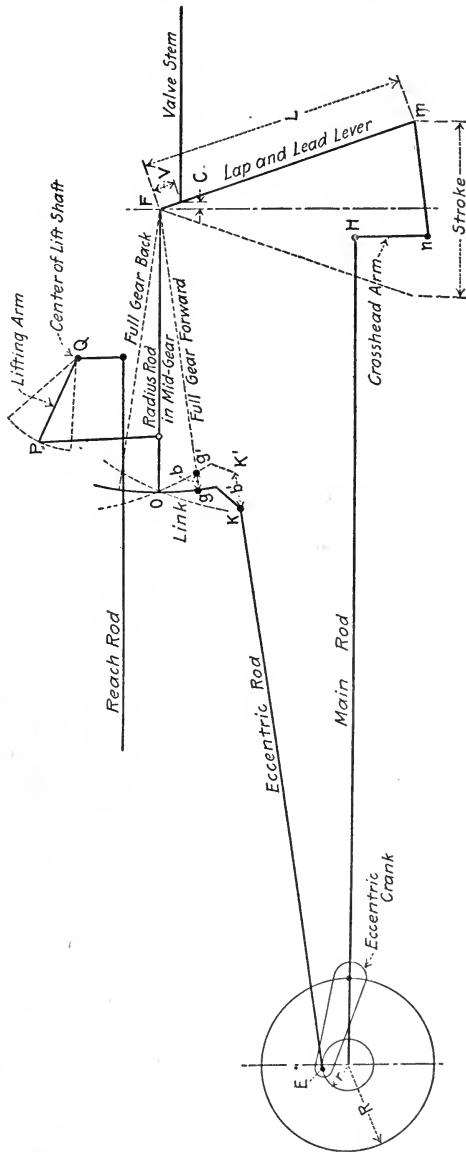 Lifting Arm
Center of Lift Shaft
P
Q
Reach Rod
Full Gear Back
Radius Rod
in Mid-Gear
Full Gear Forward
Valve Stem
F
V
C
L
Lap and Lead Lever
O
b
g
g'
Link
K
b'
K'
H
m
n
Crosshead Arm
Stroke
Eccentric Rod
Main Rod
E
r
R
Eccentric
Crank